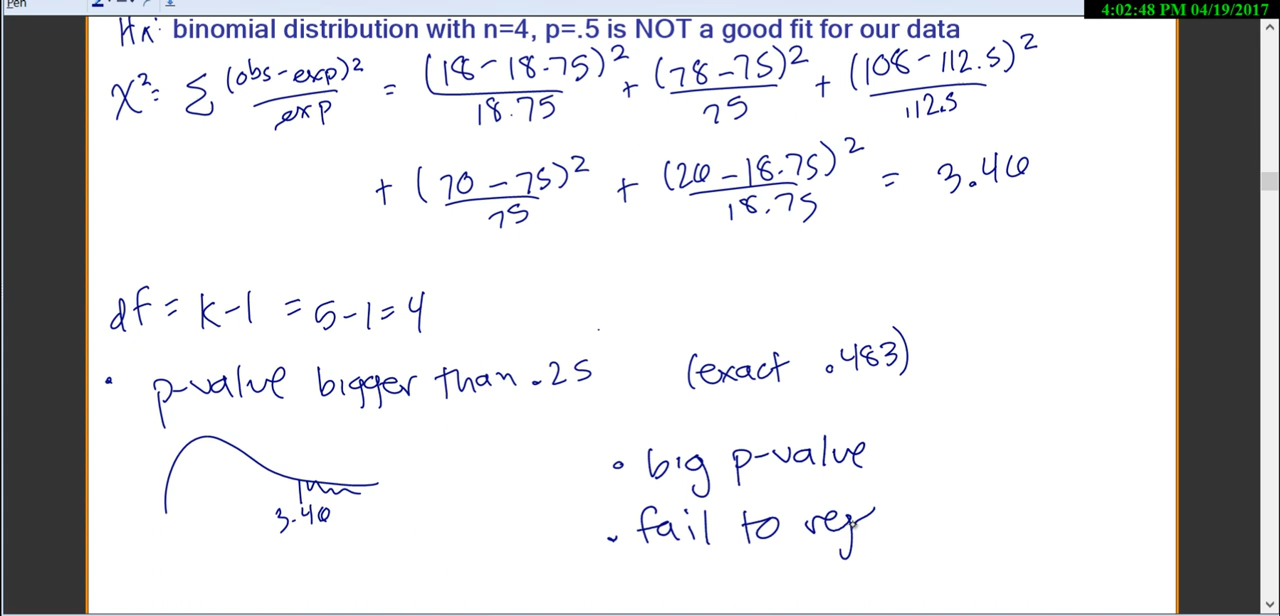 Pen
4:02:48 PM 04/19/2017
HA: binomial distribution with n=4, p=.5 is NOT a good fit for our data
χ²= Σ (obs-exp)²/exp = (18-18.75)²/18.75 + (78-75)²/75 + (108-112.5)²/112.5
+ (70-75)²/75 + (26-18.75)²/18.75 = 3.46
df = k-1 = 5-1=4
• p-value bigger than .25 (exact .483)
3.46
• big p-value
• fail to rej